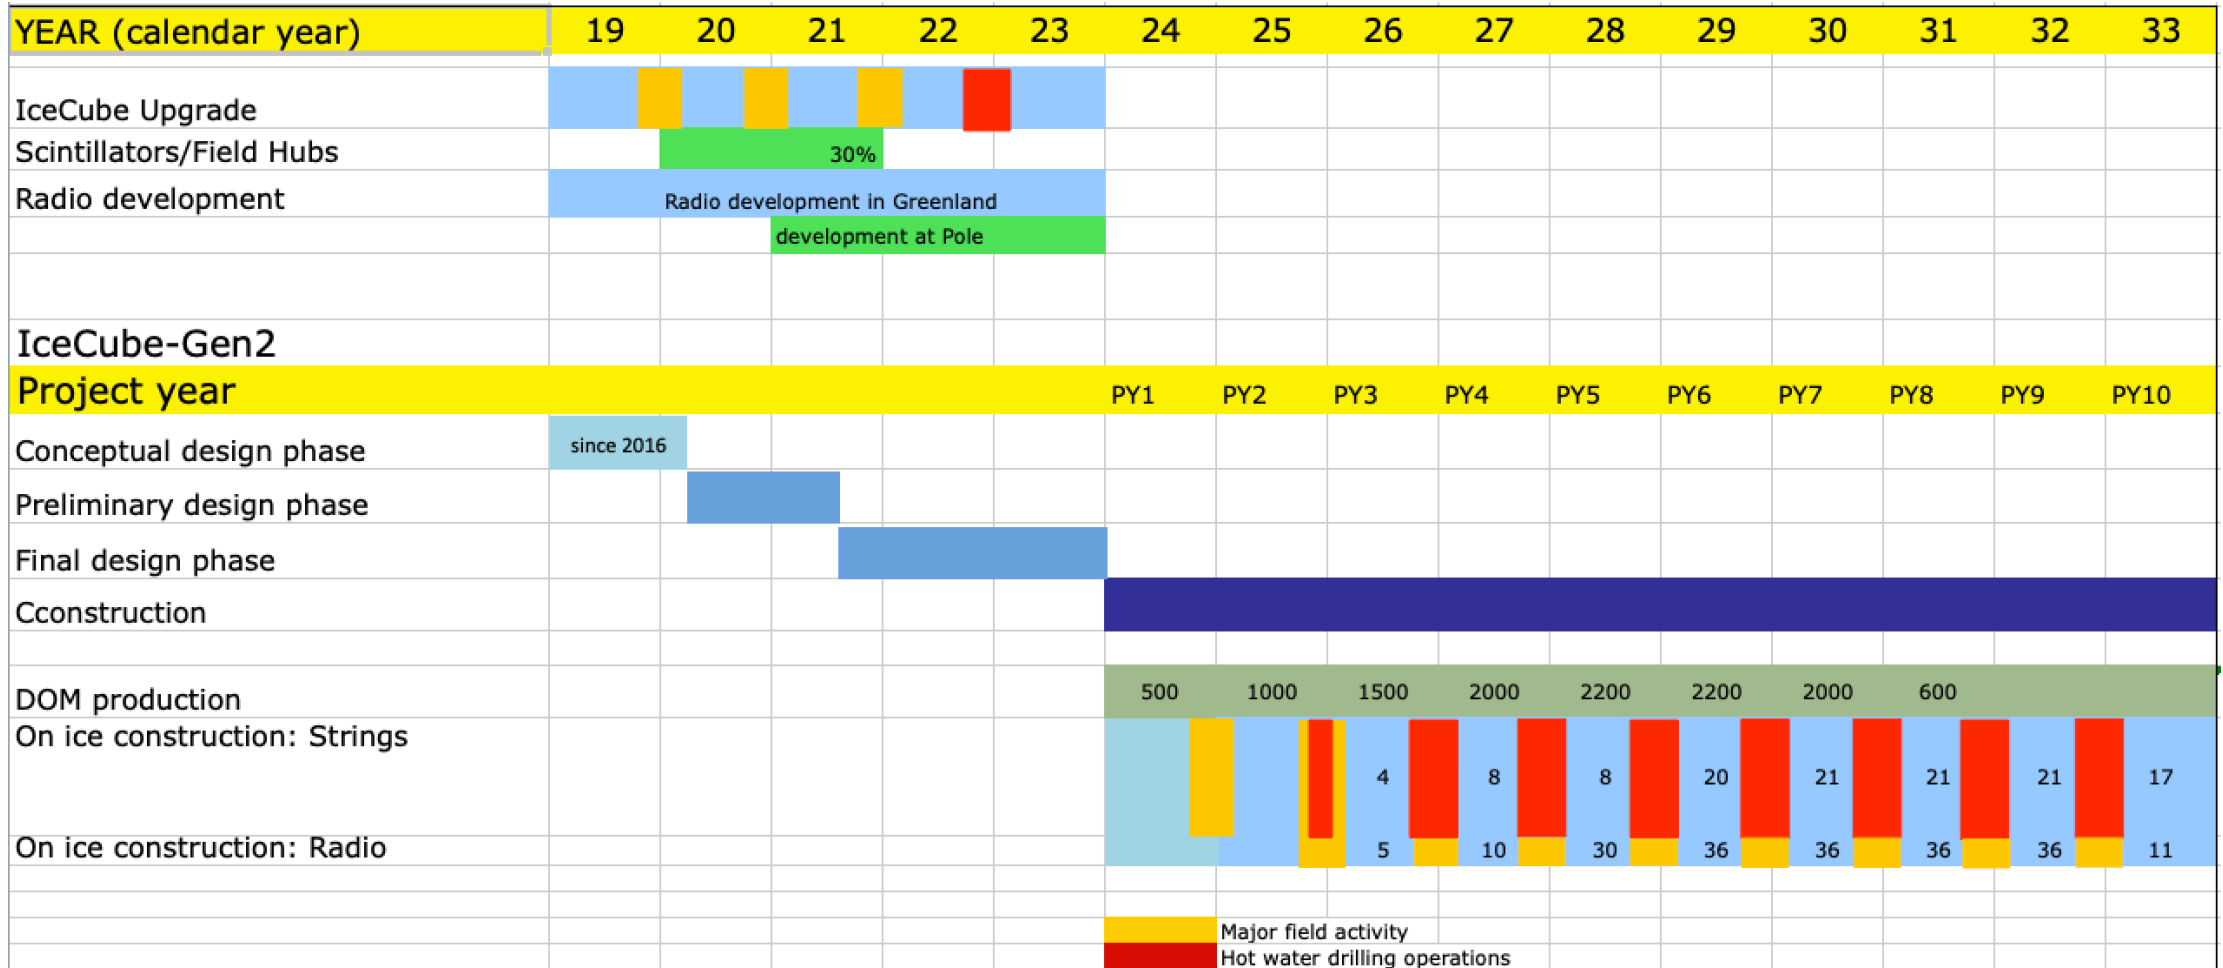 YEAR (calendar year) 19 20 21 22 23 24 25 26 27 28 29 30 31 32 33
IceCube Upgrade
Scintillators/Field Hubs 30%
Radio development Radio development in Greenland
development at Pole
IceCube-Gen2
Project year PY1 PY2 PY3 PY4 PY5 PY6 PY7 PY8 PY9 PY10
Conceptual design phase since 2016
Preliminary design phase
Final design phase
Cconstruction
DOM production 500 1000 1500 2000 2200 2200 2000 600
On ice construction: Strings
4 8 8 20 21 21 21 17
On ice construction: Radio 5 10 30 36 36 36 36 11
Major field activity
Hot water drilling operations